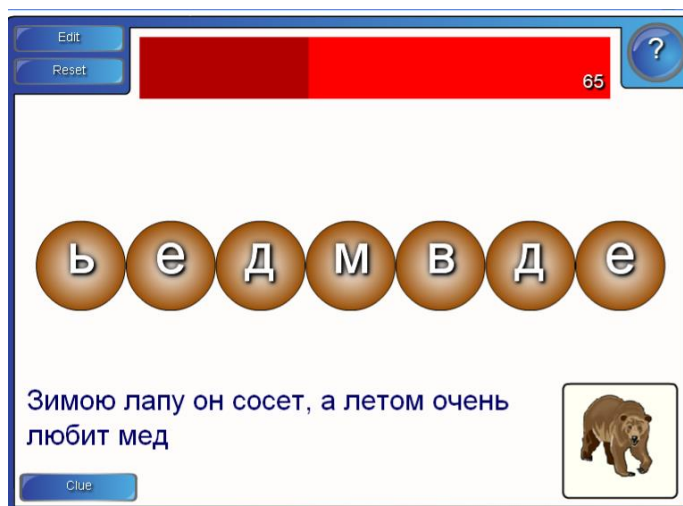 Edit
Reset
65
?
ь е д м в д е
Зимою лапу он сосет, а летом очень
любит мед
Clue